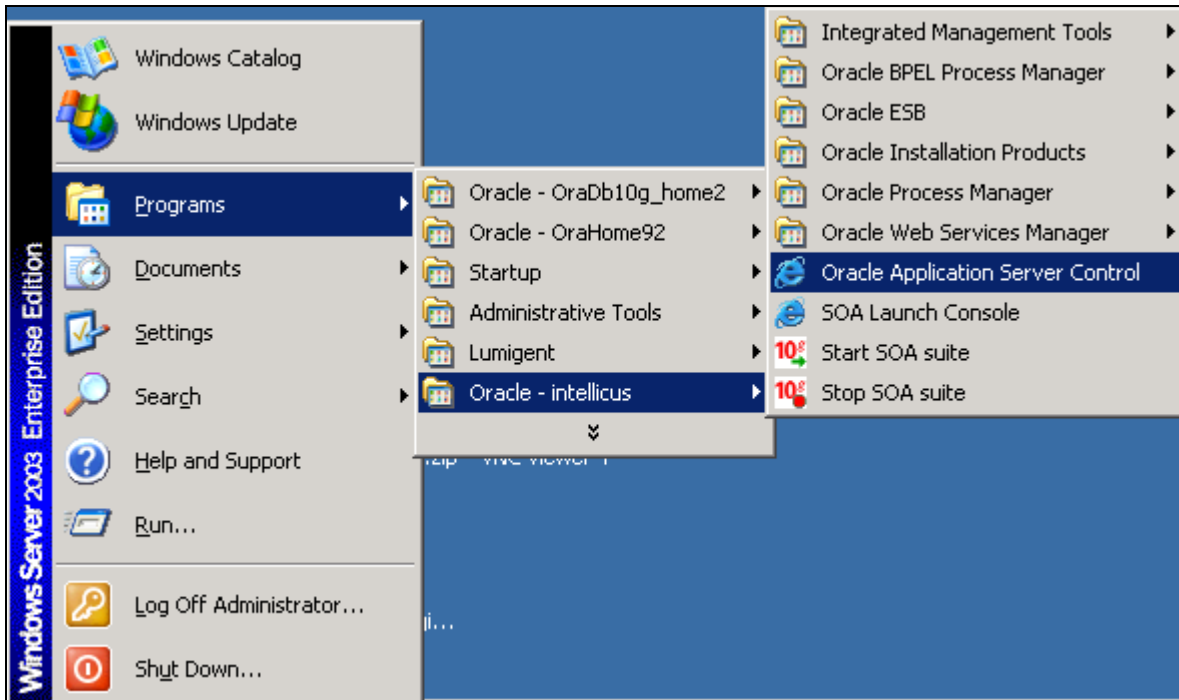 Windows Server 2003 Enterprise Edition
Windows Catalog
Windows Update
Programs
Documents
Settings
Search
Help and Support
Run...
Log Off Administrator...
Shut Down...
Oracle - OraDb10g_home2
Oracle - OraHome92
Startup
Administrative Tools
Lumigent
Oracle - intellicus
Integrated Management Tools
Oracle BPEL Process Manager
Oracle ESB
Oracle Installation Products
Oracle Process Manager
Oracle Web Services Manager
Oracle Application Server Control
SOA Launch Console
10g Start SOA suite
10g Stop SOA suite